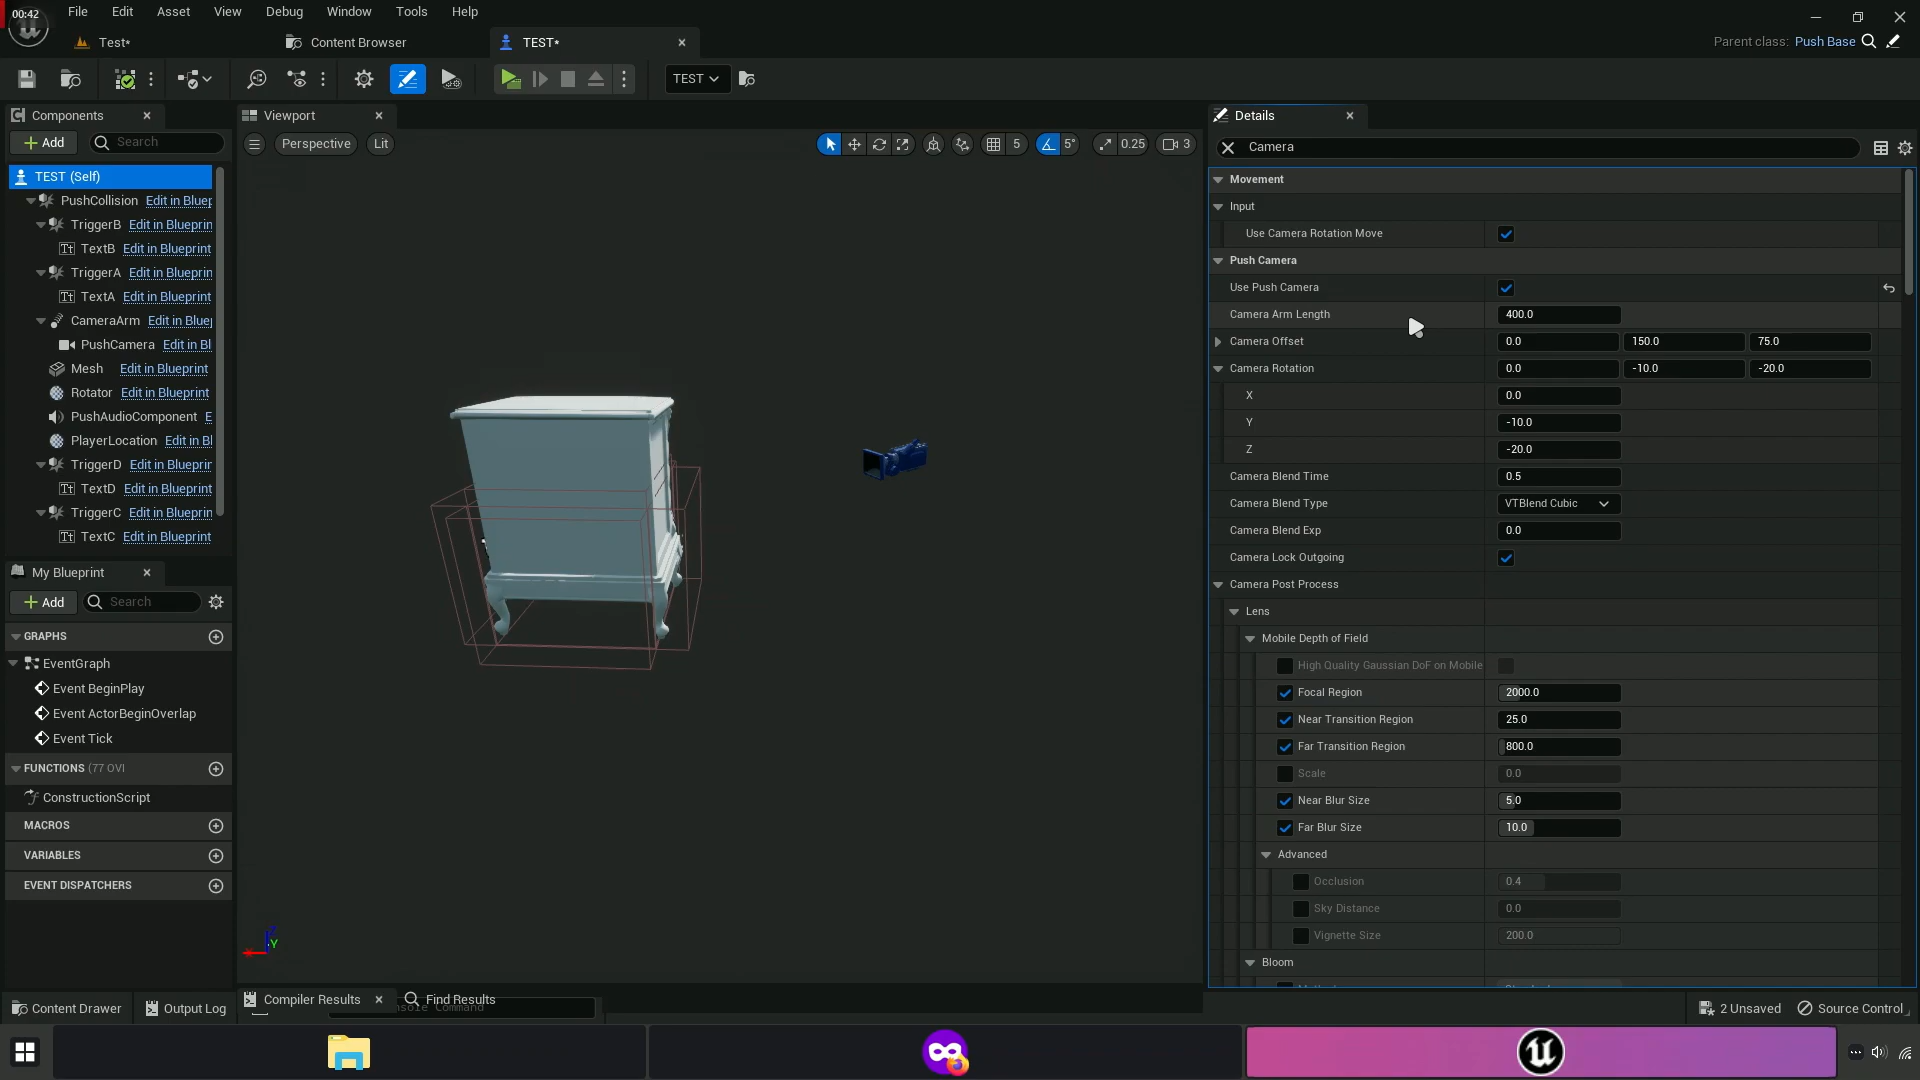 00:42
File Edit Asset View Debug Window Tools Help
Test*
Content Browser
TEST*
Parent class: Push Base
TEST
Components
Add
Search
TEST (Self)
PushCollision Edit in Bluep
TriggerB Edit in Blueprin
TextB Edit in Blueprint
TriggerA Edit in Blueprin
TextA Edit in Blueprint
CameraArm Edit in Bluep
PushCamera Edit in Bl
Mesh Edit in Blueprint
Rotator Edit in Blueprint
PushAudioComponent E
PlayerLocation Edit in Bl
TriggerD Edit in Blueprin
TextD Edit in Blueprint
TriggerC Edit in Blueprin
TextC Edit in Blueprint
My Blueprint
Add
Search
GRAPHS
EventGraph
Event BeginPlay
Event ActorBeginOverlap
Event Tick
FUNCTIONS (77 OVI
ConstructionScript
MACROS
VARIABLES
EVENT DISPATCHERS
Viewport
Perspective
Lit
5
5°
0.25
3
Y
Details
Camera
Movement
Input
Use Camera Rotation Move
Push Camera
Use Push Camera
Camera Arm Length 400.0
Camera Offset 0.0 150.0 75.0
Camera Rotation 0.0 -10.0 -20.0
X 0.0
Y -10.0
Z -20.0
Camera Blend Time 0.5
Camera Blend Type VTBlend Cubic
Camera Blend Exp 0.0
Camera Lock Outgoing
Camera Post Process
Lens
Mobile Depth of Field
High Quality Gaussian DoF on Mobile
Focal Region 2000.0
Near Transition Region 25.0
Far Transition Region 800.0
Scale 0.0
Near Blur Size 5.0
Far Blur Size 10.0
Advanced
Occlusion 0.4
Sky Distance 0.0
Vignette Size 200.0
Bloom
Content Drawer
Output Log
Compiler Results
Find Results
nsole Command
2 Unsaved
Source Control